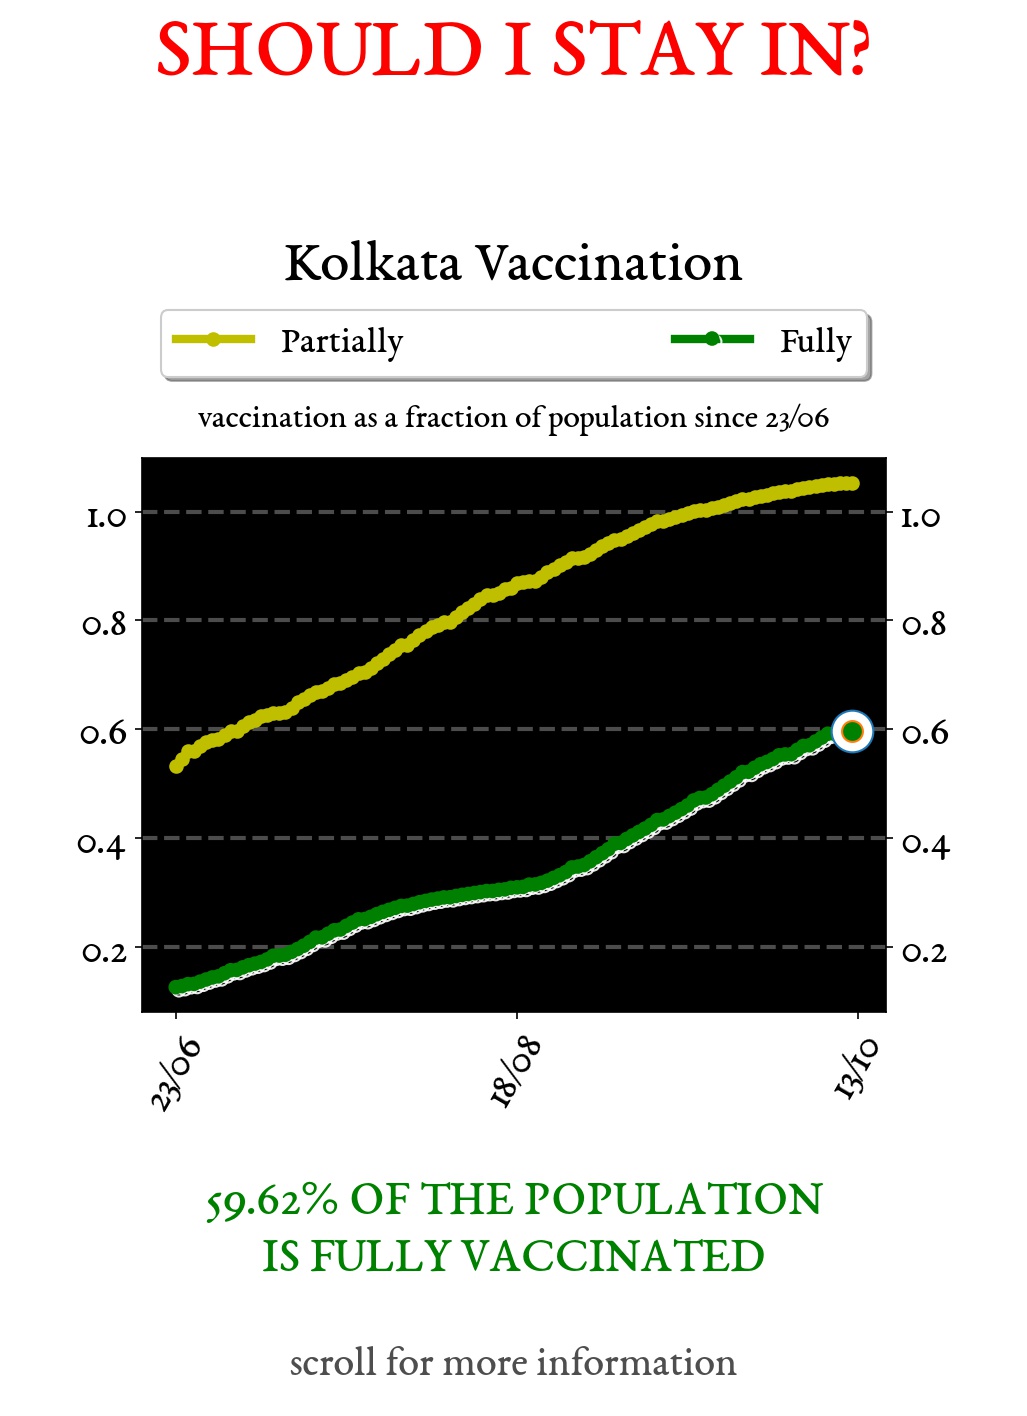 SHOULD I STAY IN?
Kolkata Vaccination
Partially Fully
vaccination as a fraction of population since 23/06
1.0 1.0
0.8 0.8
0.6 0.6
0.4 0.4
0.2 0.2
23/06 18/08 13/10
59.62% OF THE POPULATION
IS FULLY VACCINATED
scroll for more information